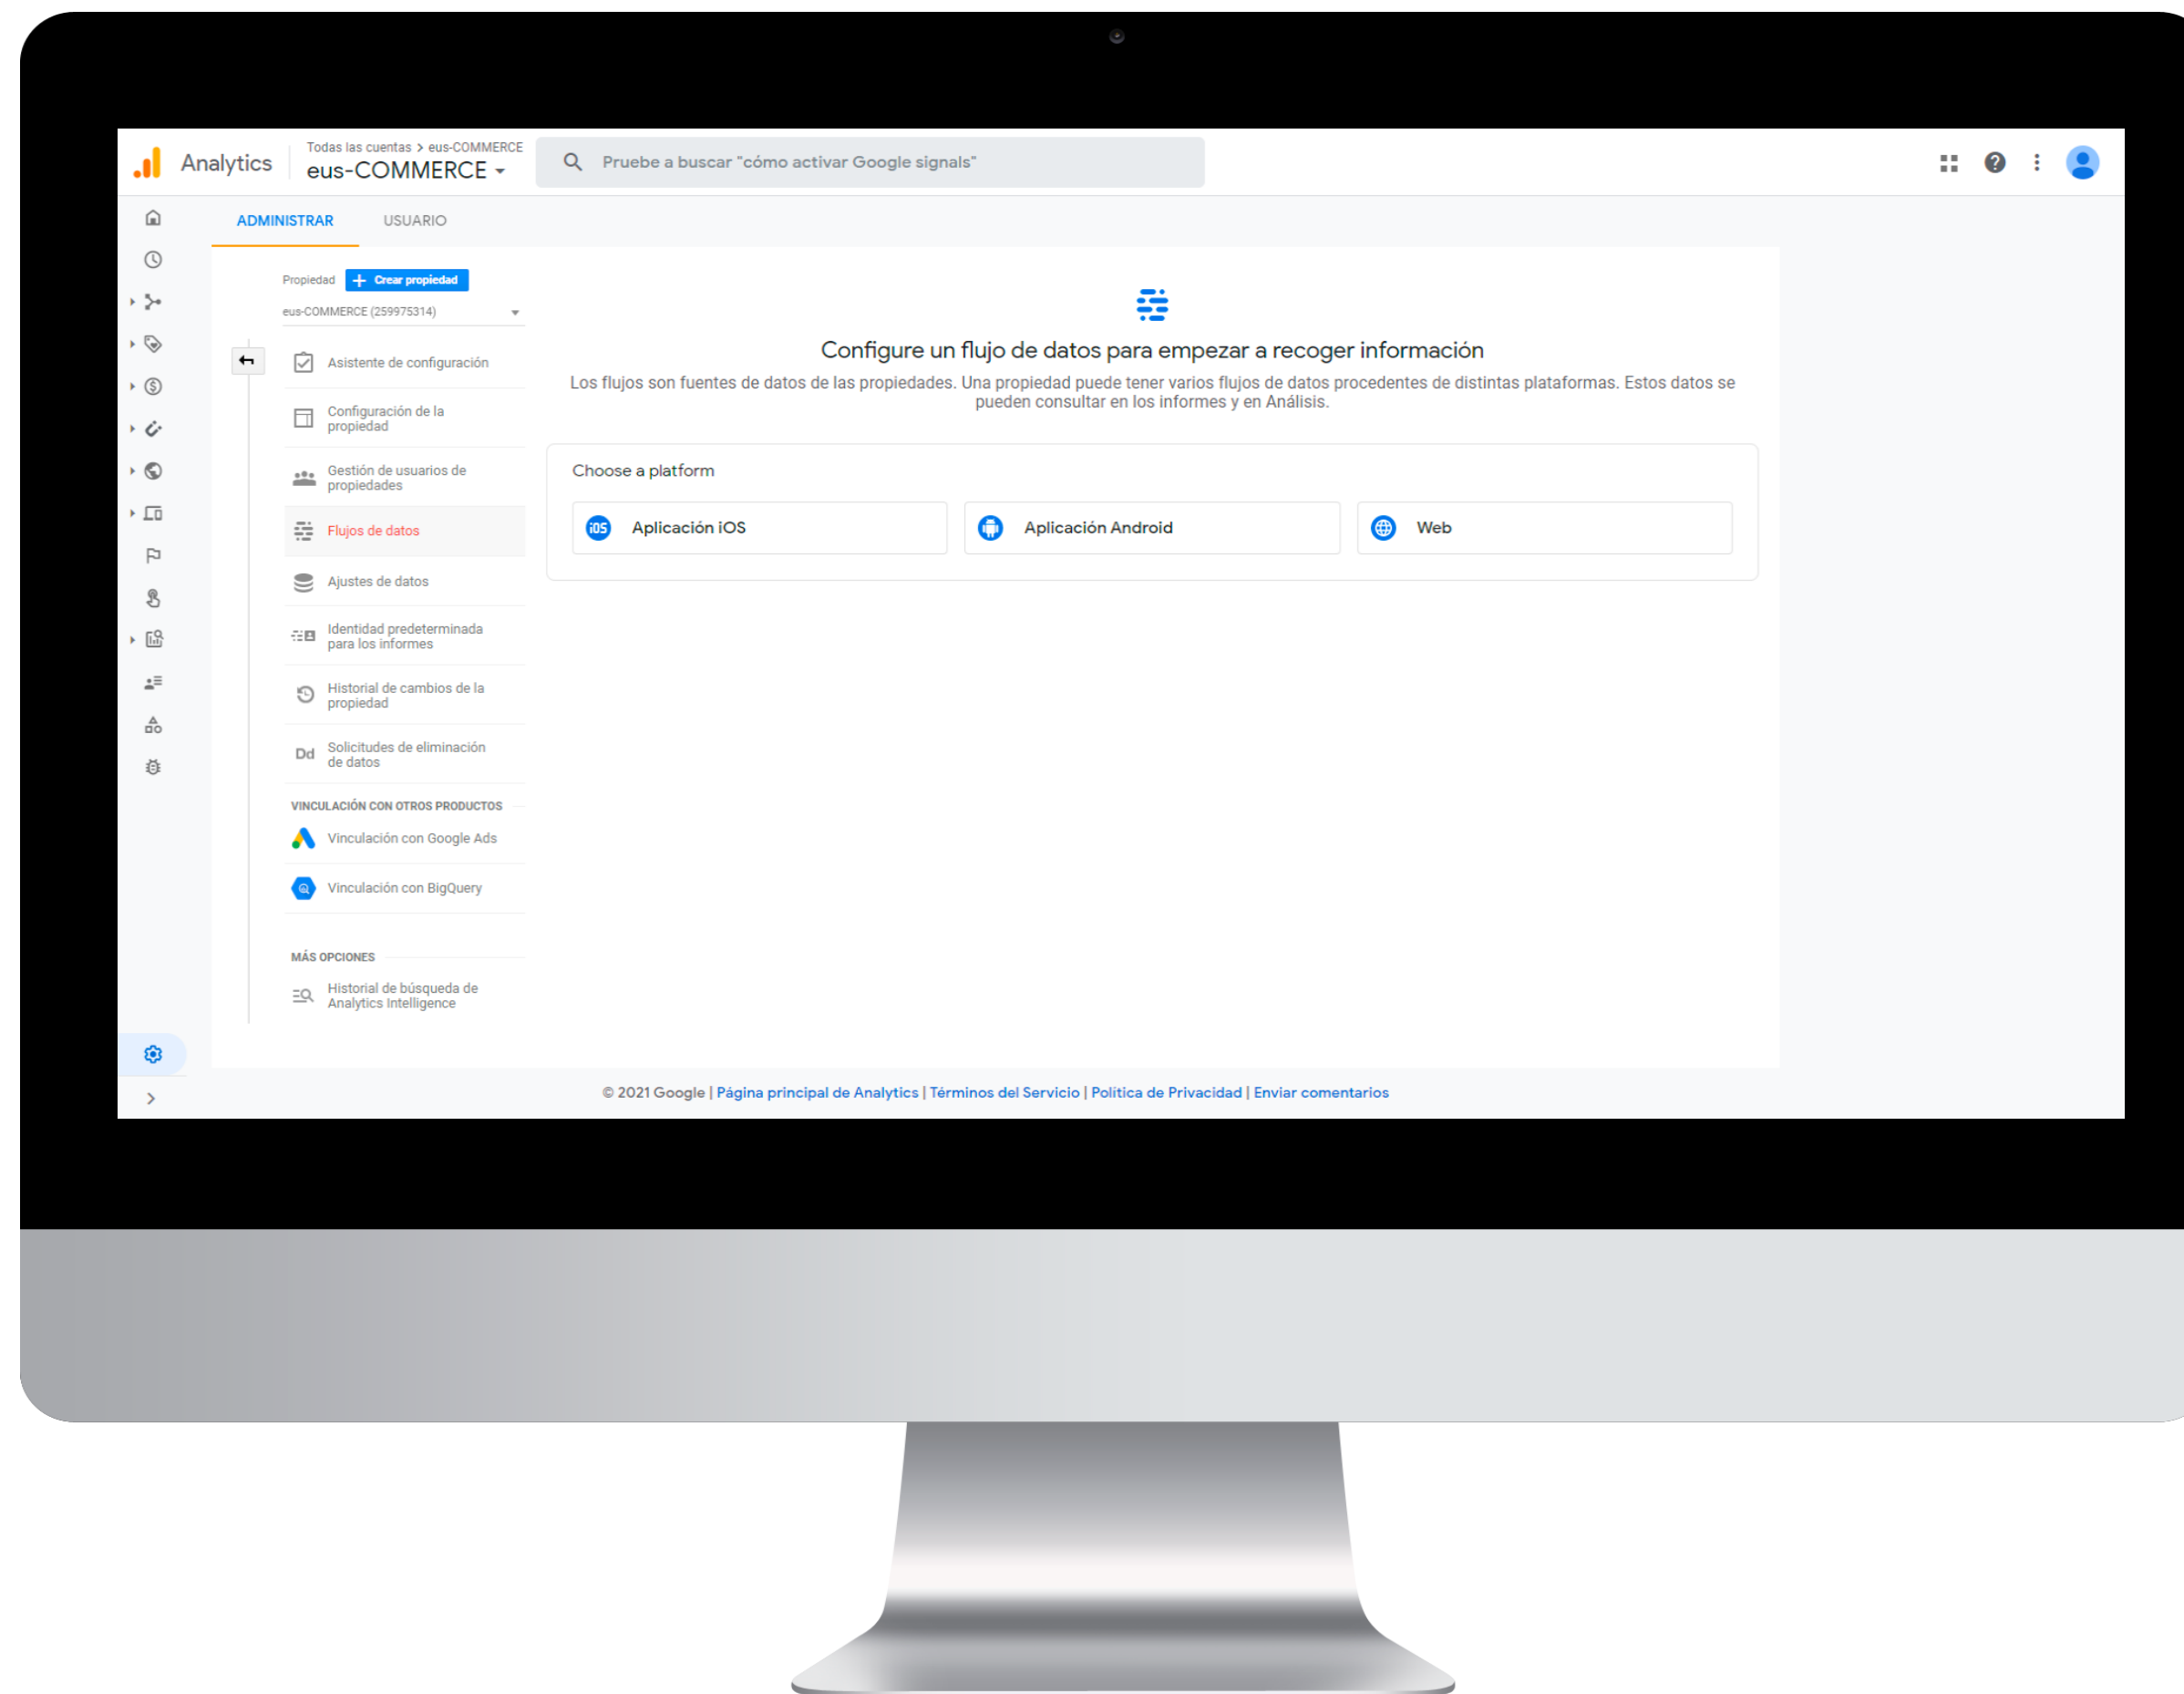 Analytics
Todas las cuentas > eus-COMMERCE
eus-COMMERCE
Pruebe a buscar "cómo activar Google signals"
ADMINISTRAR
USUARIO
Propiedad
+ Crear propiedad
eus-COMMERCE (259975314)
Asistente de configuración
Configuración de la
propiedad
Gestión de usuarios de
propiedades
Flujos de datos
Ajustes de datos
Identidad predeterminada
para los informes
Historial de cambios de la
propiedad
Dd
Solicitudes de eliminación
de datos
VINCULACIÓN CON OTROS PRODUCTOS
Vinculación con Google Ads
Vinculación con BigQuery
MÁS OPCIONES
Historial de búsqueda de
Analytics Intelligence
Configure un flujo de datos para empezar a recoger información
Los flujos son fuentes de datos de las propiedades. Una propiedad puede tener varios flujos de datos procedentes de distintas plataformas. Estos datos se
pueden consultar en los informes y en Análisis.
Choose a platform
iOS
Aplicación iOS
Aplicación Android
Web
© 2021 Google | Página principal de Analytics | Términos del Servicio | Política de Privacidad | Enviar comentarios